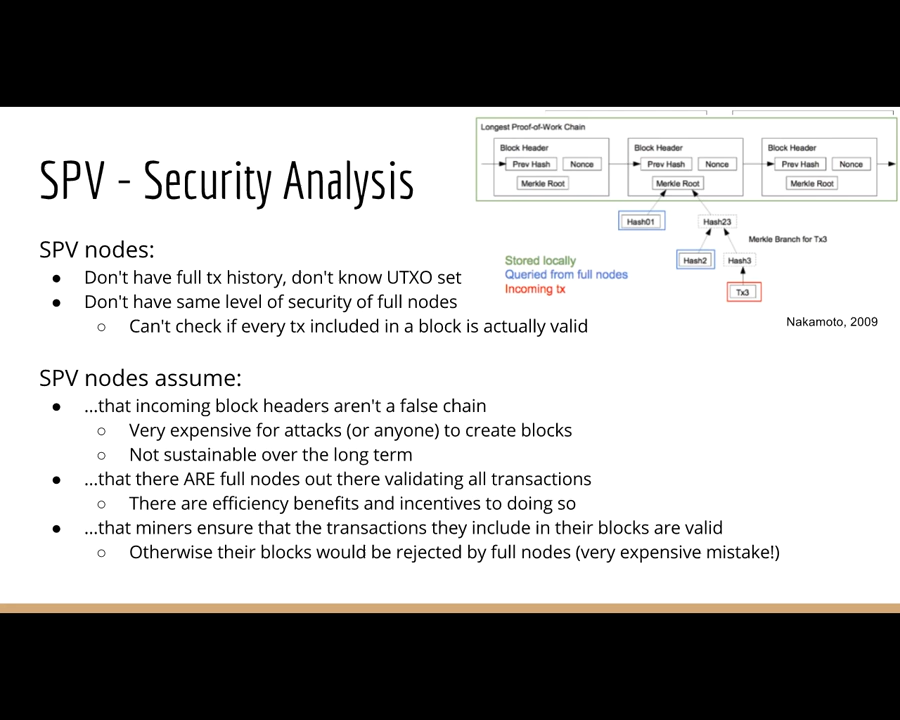 SPV - Security Analysis
SPV nodes:
● Don't have full tx history, don't know UTXO set
● Don't have same level of security of full nodes
○ Can't check if every tx included in a block is actually valid
SPV nodes assume:
● ...that incoming block headers aren't a false chain
○ Very expensive for attacks (or anyone) to create blocks
○ Not sustainable over the long term
● ...that there ARE full nodes out there validating all transactions
○ There are efficiency benefits and incentives to doing so
● ...that miners ensure that the transactions they include in their blocks are valid
○ Otherwise their blocks would be rejected by full nodes (very expensive mistake!)
Longest Proof-of-Work Chain
Block Header Block Header Block Header
Prev Hash Nonce Prev Hash Nonce Prev Hash Nonce
Merkle Root Merkle Root Merkle Root
Hash01 Hash23
Merkle Branch for Tx3
Hash2 Hash3
Tx3
Stored locally
Queried from full nodes
Incoming tx
Nakamoto, 2009